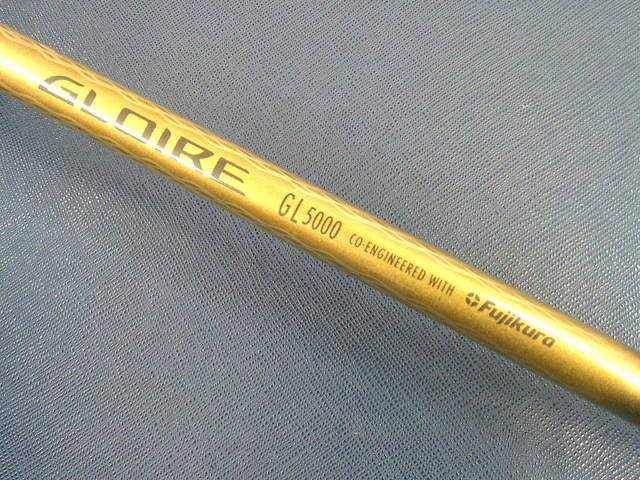 GLOIRE GL5000 CO-ENGINEERED WITH Fujikura